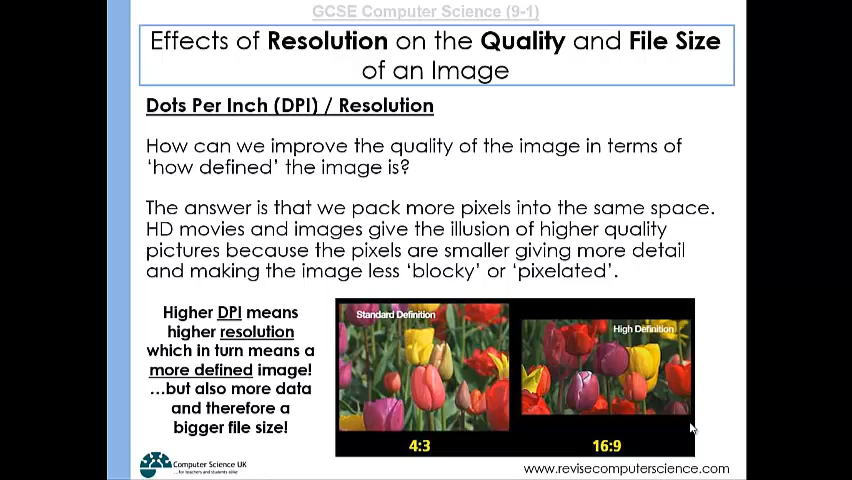 GCSE Computer Science (9-1)
Effects of Resolution on the Quality and File Size
of an Image
Dots Per Inch (DPI) / Resolution
How can we improve the quality of the image in terms of
‘how defined’ the image is?
The answer is that we pack more pixels into the same space.
HD movies and images give the illusion of higher quality
pictures because the pixels are smaller giving more detail
and making the image less ‘blocky’ or ‘pixelated’.
Higher DPI means
higher resolution
which in turn means a
more defined image!
...but also more data
and therefore a
bigger file size!
Standard Definition
High Definition
4:3
16:9
Computer Science UK
...for teachers and students alike
www.revisecomputerscience.com